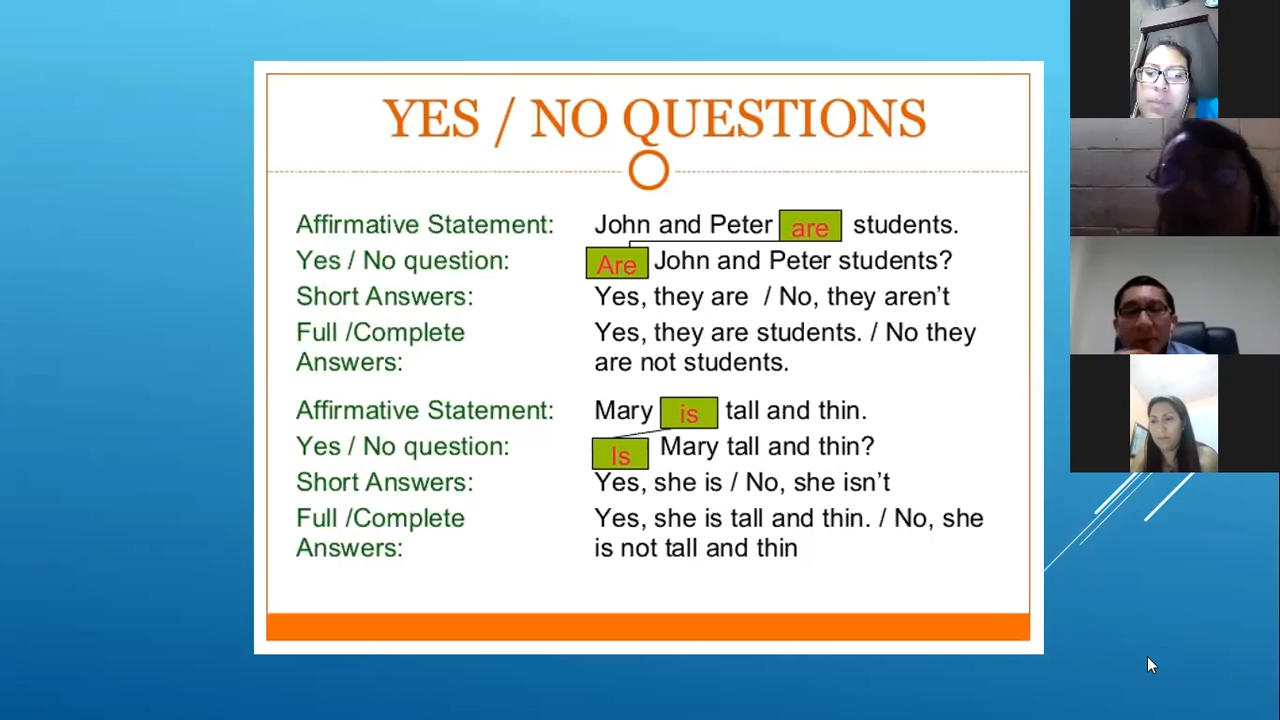 YES / NO QUESTIONS
Affirmative Statement: John and Peter are students.
Yes / No question: Are John and Peter students?
Short Answers: Yes, they are / No, they aren't
Full /Complete Yes, they are students. / No they
Answers: are not students.
Affirmative Statement: Mary is tall and thin.
Yes / No question: Is Mary tall and thin?
Short Answers: Yes, she is / No, she isn't
Full /Complete Yes, she is tall and thin. / No, she
Answers: is not tall and thin